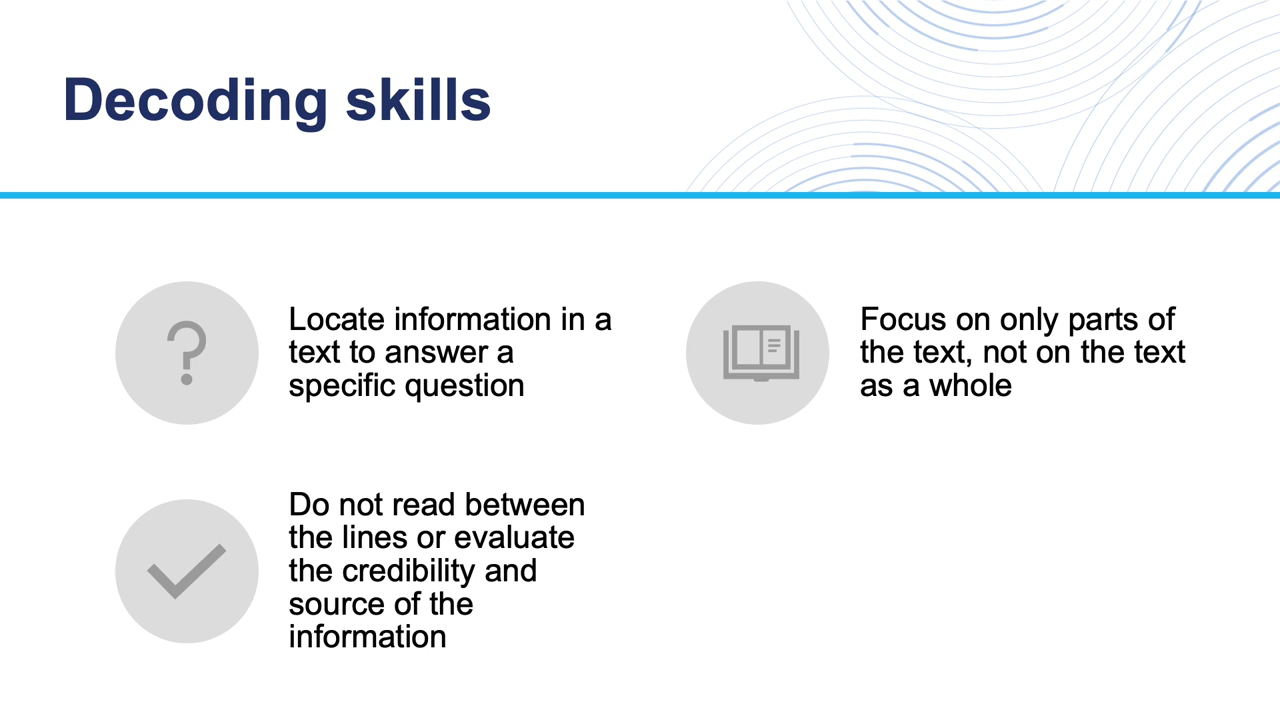 Decoding skills
Locate information in a
text to answer a
specific question
Focus on only parts of
the text, not on the text
as a whole
Do not read between
the lines or evaluate
the credibility and
source of the
information